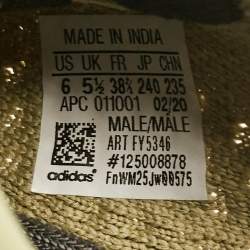 MADE IN INDIA
US UK FR JP CHN
6 5½ 38⅔ 240 235
APC 011001 02/20
MALE/MALE
ART FY5346
#125008878
FnWM25Jw00575
adidas